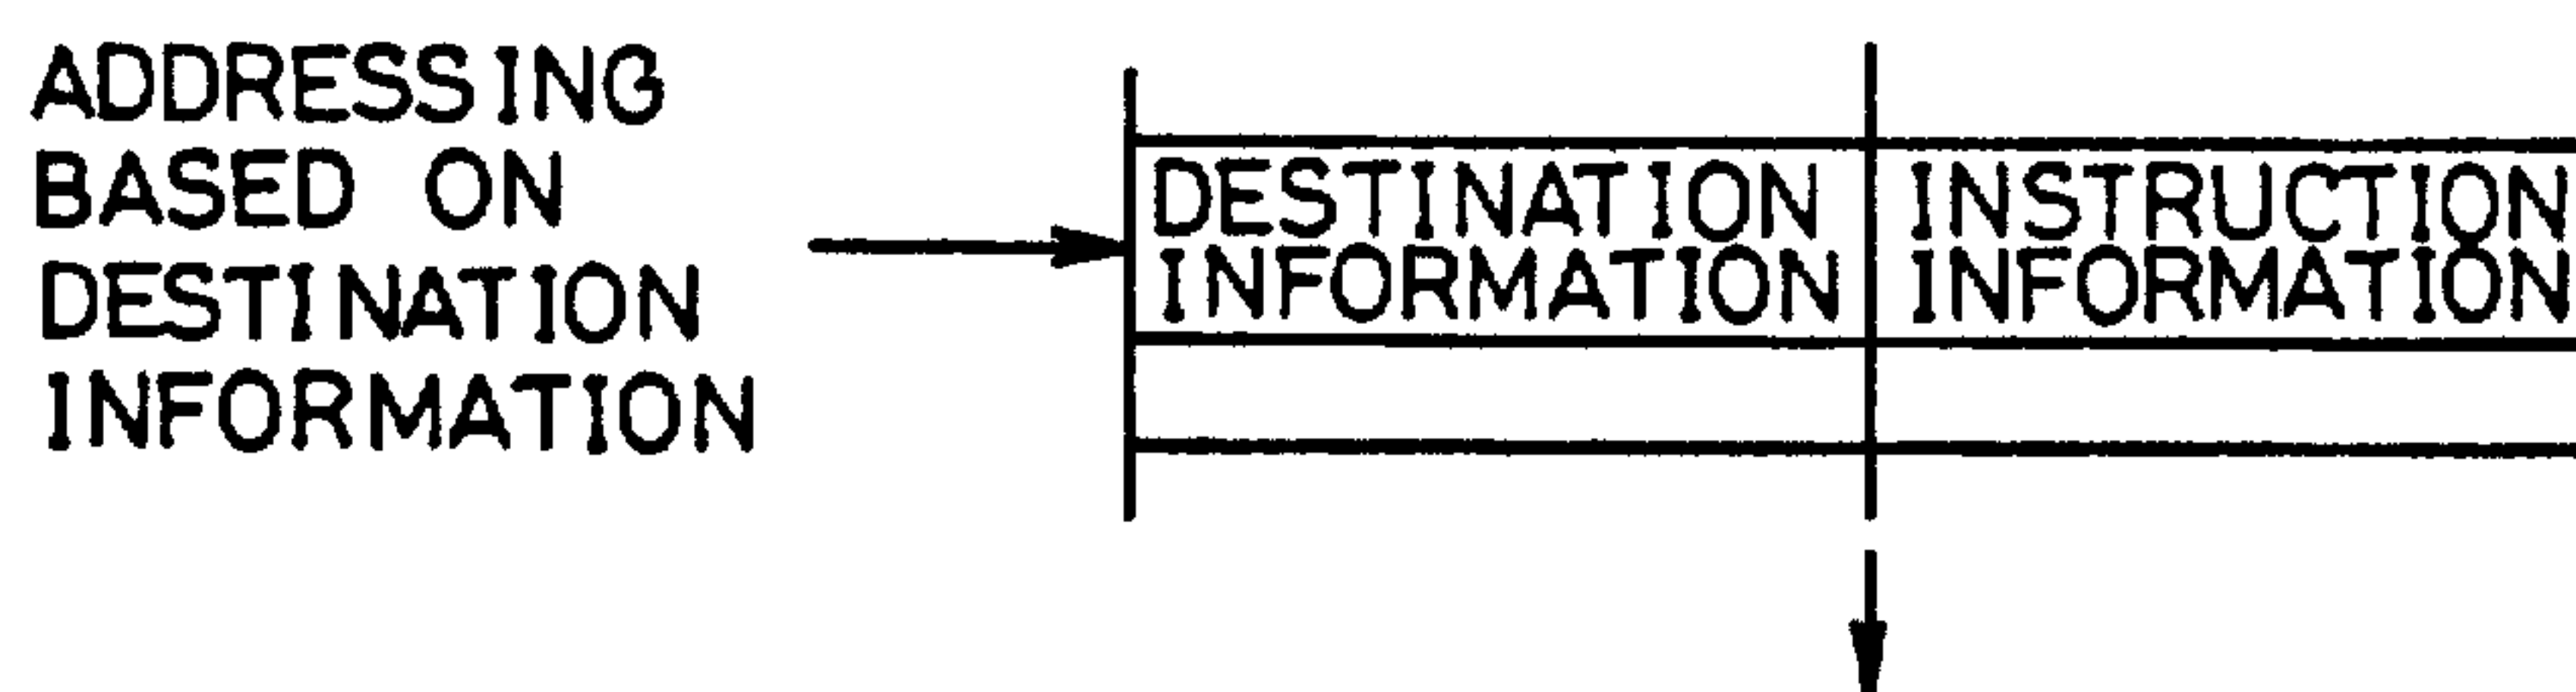 ADDRESSING
BASED ON
DESTINATION
INFORMATION
DESTINATION
INFORMATION
INSTRUCTION
INFORMATION